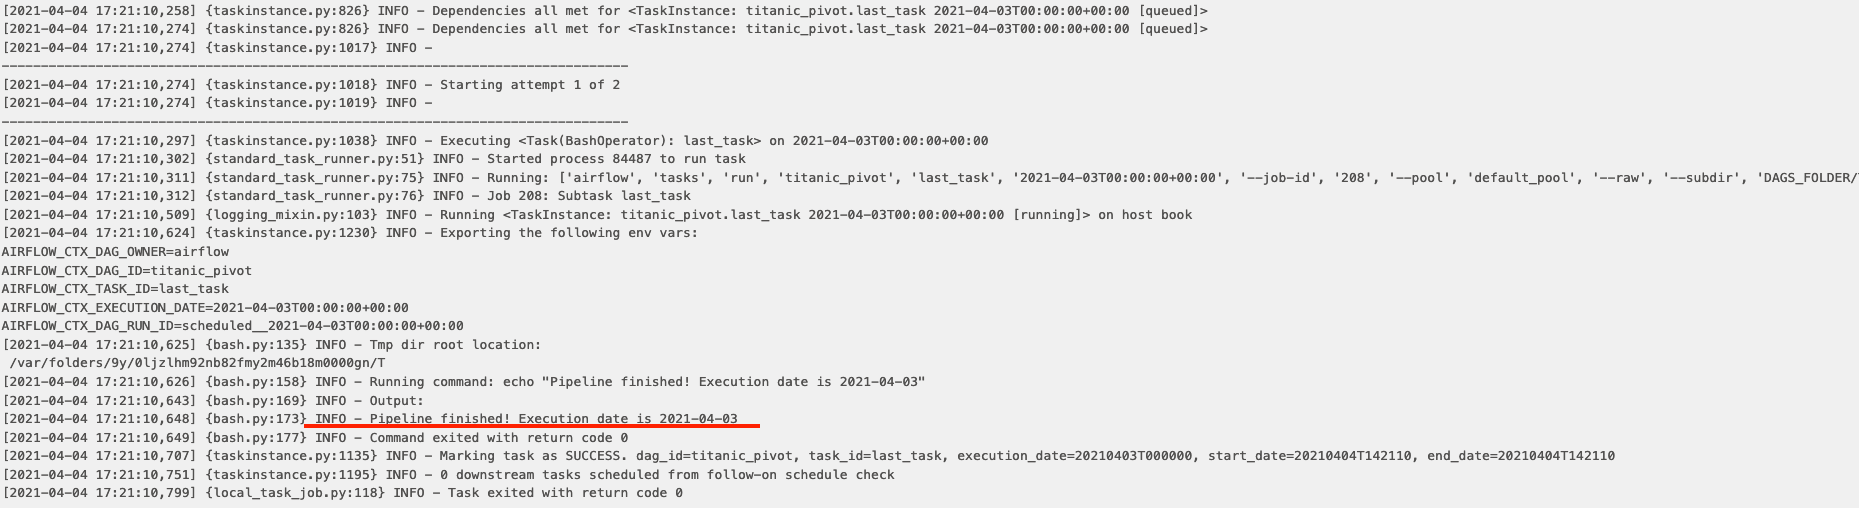 [2021-04-04 17:21:10,258] {taskinstance.py:826} INFO - Dependencies all met for <TaskInstance: titanic_pivot.last_task 2021-04-03T00:00:00+00:00 [queued]>
[2021-04-04 17:21:10,274] {taskinstance.py:826} INFO - Dependencies all met for <TaskInstance: titanic_pivot.last_task 2021-04-03T00:00:00+00:00 [queued]>
[2021-04-04 17:21:10,274] {taskinstance.py:1017} INFO -
--------------------------------------------------------------------------------
[2021-04-04 17:21:10,274] {taskinstance.py:1018} INFO - Starting attempt 1 of 2
[2021-04-04 17:21:10,274] {taskinstance.py:1019} INFO -
--------------------------------------------------------------------------------
[2021-04-04 17:21:10,297] {taskinstance.py:1038} INFO - Executing <Task(BashOperator): last_task> on 2021-04-03T00:00:00+00:00
[2021-04-04 17:21:10,302] {standard_task_runner.py:51} INFO - Started process 84487 to run task
[2021-04-04 17:21:10,311] {standard_task_runner.py:75} INFO - Running: ['airflow', 'tasks', 'run', 'titanic_pivot', 'last_task', '2021-04-03T00:00:00+00:00', '--job-id', '208', '--pool', 'default_pool', '--raw', '--subdir', 'DAGS_FOLDER/
[2021-04-04 17:21:10,312] {standard_task_runner.py:76} INFO - Job 208: Subtask last_task
[2021-04-04 17:21:10,509] {logging_mixin.py:103} INFO - Running <TaskInstance: titanic_pivot.last_task 2021-04-03T00:00:00+00:00 [running]> on host book
[2021-04-04 17:21:10,624] {taskinstance.py:1230} INFO - Exporting the following env vars:
AIRFLOW_CTX_DAG_OWNER=airflow
AIRFLOW_CTX_DAG_ID=titanic_pivot
AIRFLOW_CTX_TASK_ID=last_task
AIRFLOW_CTX_EXECUTION_DATE=2021-04-03T00:00:00+00:00
AIRFLOW_CTX_DAG_RUN_ID=scheduled__2021-04-03T00:00:00+00:00
[2021-04-04 17:21:10,625] {bash.py:135} INFO - Tmp dir root location:
/var/folders/9y/0ljzlhm92nb82fmy2m46b18m0000gn/T
[2021-04-04 17:21:10,626] {bash.py:158} INFO - Running command: echo "Pipeline finished! Execution date is 2021-04-03"
[2021-04-04 17:21:10,643] {bash.py:169} INFO - Output:
[2021-04-04 17:21:10,648] {bash.py:173} INFO - Pipeline finished! Execution date is 2021-04-03
[2021-04-04 17:21:10,649] {bash.py:177} INFO - Command exited with return code 0
[2021-04-04 17:21:10,707] {taskinstance.py:1135} INFO - Marking task as SUCCESS. dag_id=titanic_pivot, task_id=last_task, execution_date=20210403T000000, start_date=20210404T142110, end_date=20210404T142110
[2021-04-04 17:21:10,751] {taskinstance.py:1195} INFO - 0 downstream tasks scheduled from follow-on schedule check
[2021-04-04 17:21:10,799] {local_task_job.py:118} INFO - Task exited with return code 0